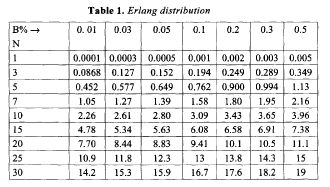 Table 1. Erlang distribution
B% → 0. 01 0.03 0.05 0.1 0.2 0.3 0.5
N
1 0.0001 0.0003 0.0005 0.001 0.002 0.003 0.005
3 0.0868 0.127 0.152 0.194 0.249 0.289 0.349
5 0.452 0.577 0.649 0.762 0.900 0.994 1.13
7 1.05 1.27 1.39 1.58 1.80 1.95 2.16
10 2.26 2.61 2.80 3.09 3.43 3.65 3.96
15 4.78 5.34 5.63 6.08 6.58 6.91 7.38
20 7.70 8.44 8.83 9.41 10.1 10.5 11.1
25 10.9 11.8 12.3 13 13.8 14.3 15
30 14.2 15.3 15.9 16.7 17.6 18.2 19